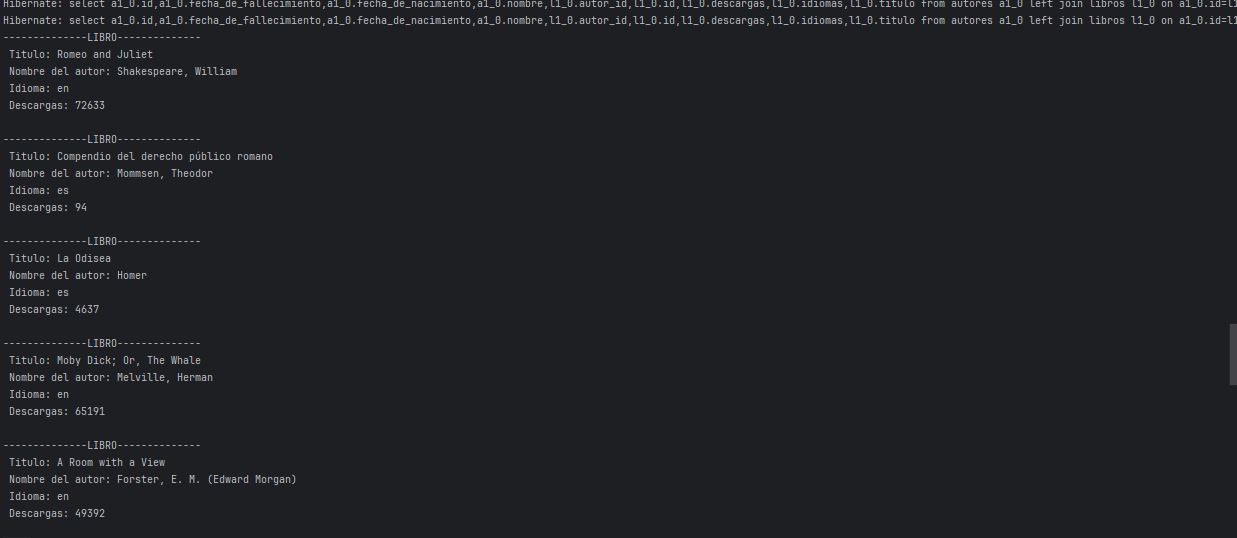 Hibernate: select a1_0.id,a1_0.fecha_de_fallecimiento,a1_0.fecha_de_nacimiento,a1_0.nombre,l1_0.autor_id,l1_0.id,l1_0.descargas,l1_0.idiomas,l1_0.titulo from autores a1_0 left join libros l1_0 on a1_0.id=l1
Hibernate: select a1_0.id,a1_0.fecha_de_fallecimiento,a1_0.fecha_de_nacimiento,a1_0.nombre,l1_0.autor_id,l1_0.id,l1_0.descargas,l1_0.idiomas,l1_0.titulo from autores a1_0 left join libros l1_0 on a1_0.id=l1
--------------LIBRO--------------
Titulo: Romeo and Juliet
Nombre del autor: Shakespeare, William
Idioma: en
Descargas: 72633
--------------LIBRO--------------
Titulo: Compendio del derecho público romano
Nombre del autor: Mommsen, Theodor
Idioma: es
Descargas: 94
--------------LIBRO--------------
Titulo: La Odisea
Nombre del autor: Homer
Idioma: es
Descargas: 4637
--------------LIBRO--------------
Titulo: Moby Dick; Or, The Whale
Nombre del autor: Melville, Herman
Idioma: en
Descargas: 65191
--------------LIBRO--------------
Titulo: A Room with a View
Nombre del autor: Forster, E. M. (Edward Morgan)
Idioma: en
Descargas: 49392